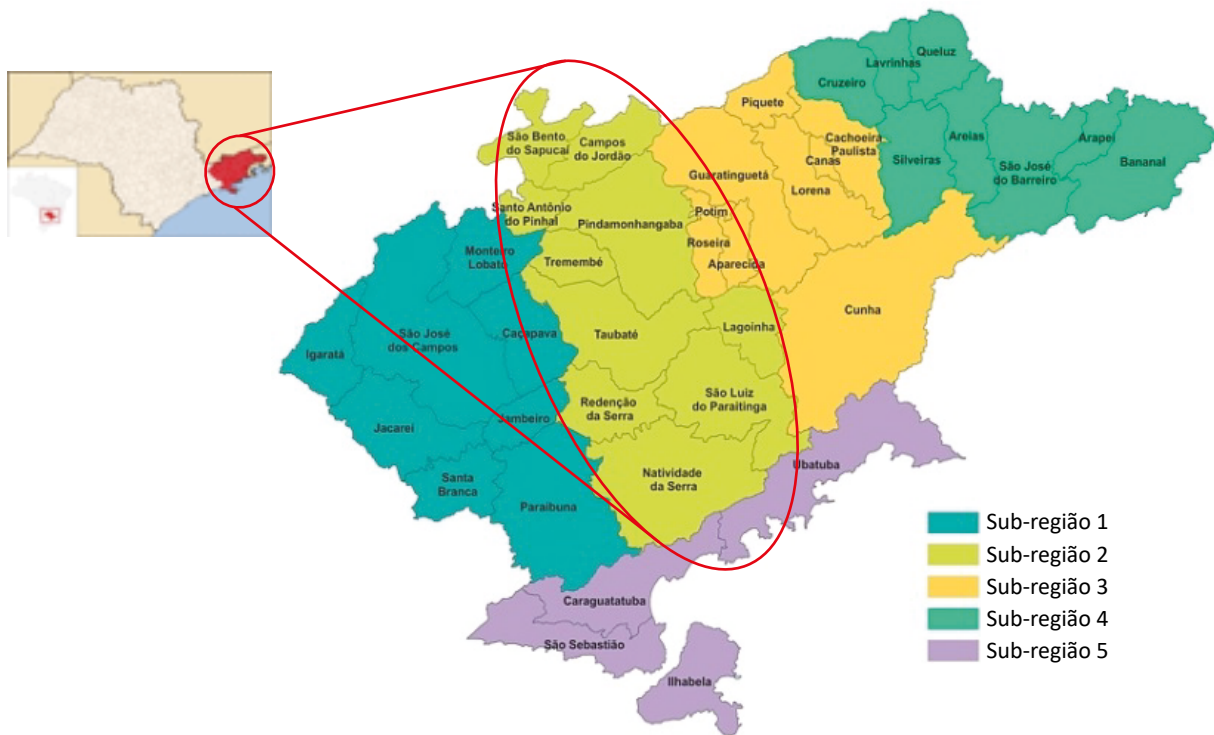 Queluz
Lavrinhas
Cruzeiro
Piquete
São Bento
do Sapucaí
Campos
do Jordão
Cachoeira
Paulista
Canas
Areias
Arapeí
Silveiras
São José
do Barreiro
Bananal
Guaratinguetá
Lorena
Santo Antônio
do Pinhal
Pindamonhangaba
Potim
Roseira
Aparecida
Monteiro
Lobato
Tremembé
Cunha
São José
dos Campos
Caçapava
Taubaté
Lagoinha
Igaratá
Redenção
da Serra
São Luiz
do Paraitinga
Jacareí
Jambeiro
Ubatuba
Santa
Branca
Natividade
da Serra
Paraibuna
Caraguatatuba
São Sebastião
Ilhabela
Sub-região 1
Sub-região 2
Sub-região 3
Sub-região 4
Sub-região 5